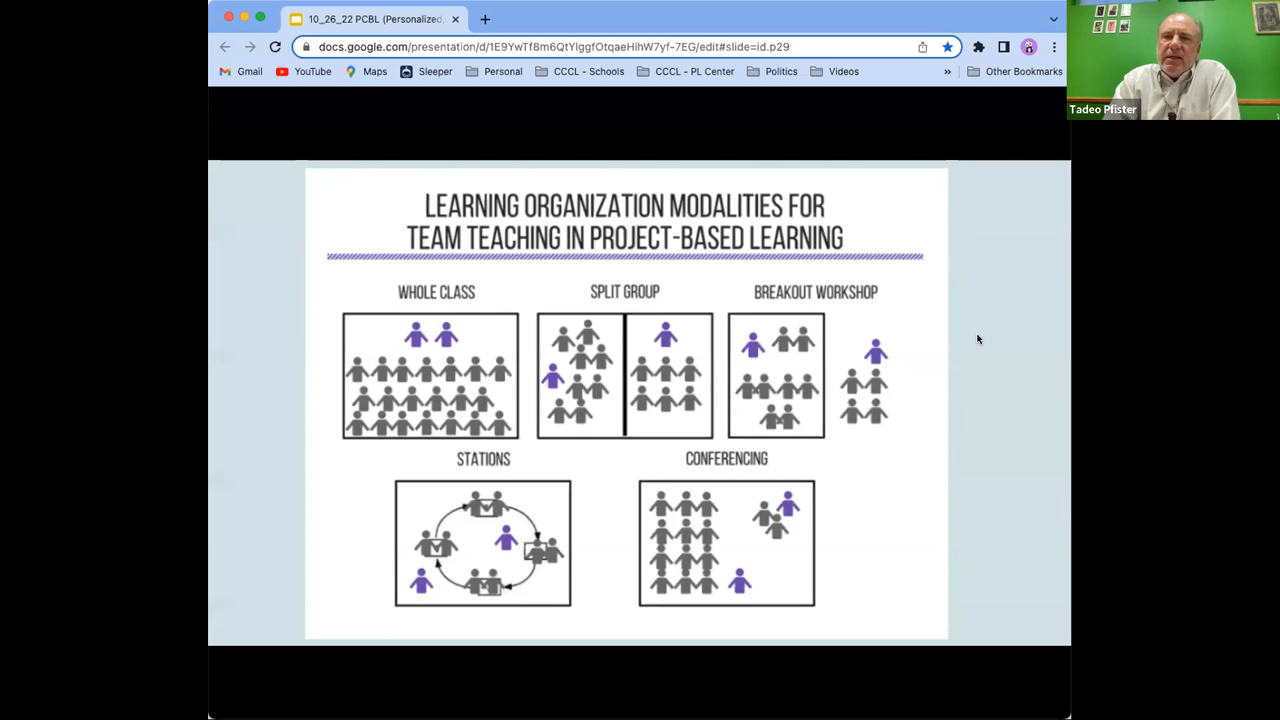 10_26_22 PCBL (Personalized,
docs.google.com/presentation/d/1E9YwTf8m6QtYlggfOtqaeHihW7yf-7EG/edit#slide=id.p29
Gmail YouTube Maps Sleeper Personal CCCL - Schools CCCL - PL Center Politics Videos » Other Bookmarks
Tadeo Pfister
LEARNING ORGANIZATION MODALITIES FOR
TEAM TEACHING IN PROJECT-BASED LEARNING
WHOLE CLASS SPLIT GROUP BREAKOUT WORKSHOP
STATIONS CONFERENCING